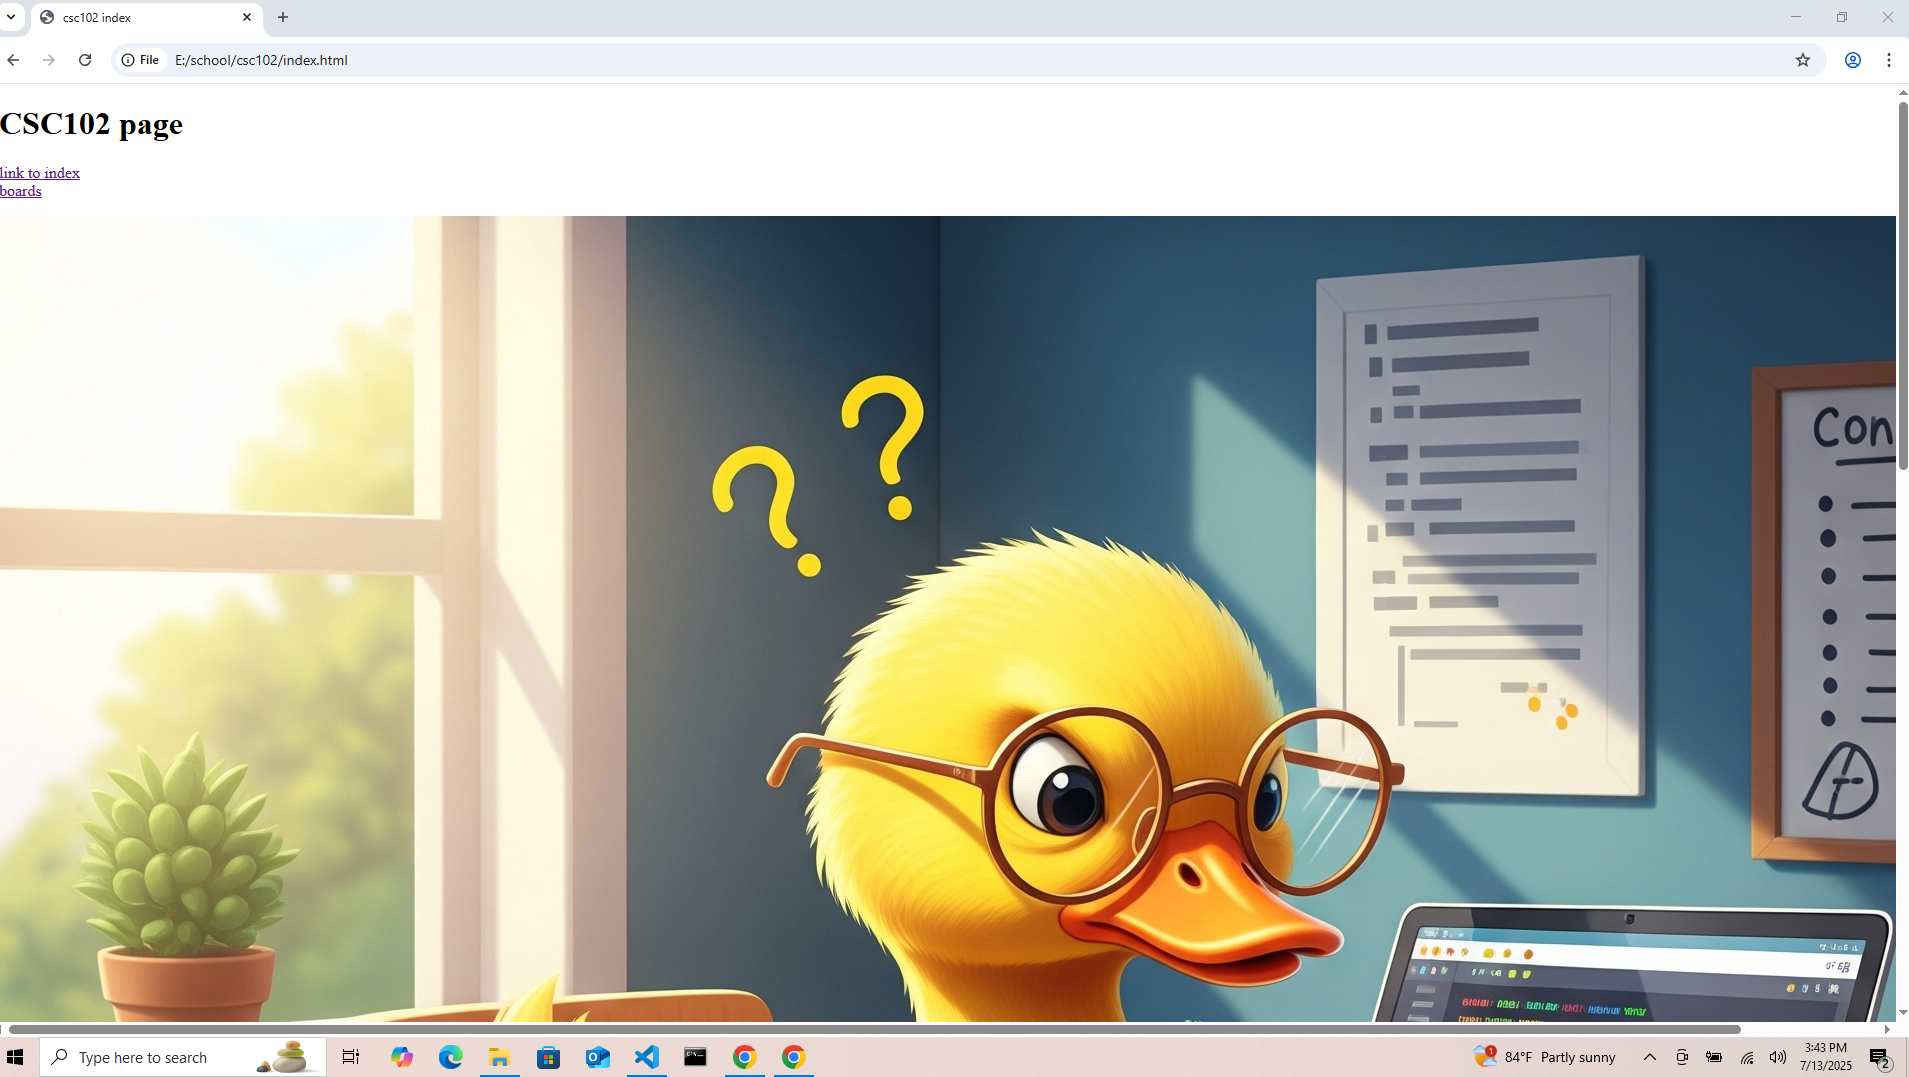 csc102 index
File E:/school/csc102/index.html
CSC102 page
link to index
boards
? ?
Con
Type here to search
84°F Partly sunny
1
3:43 PM
7/13/2025
2